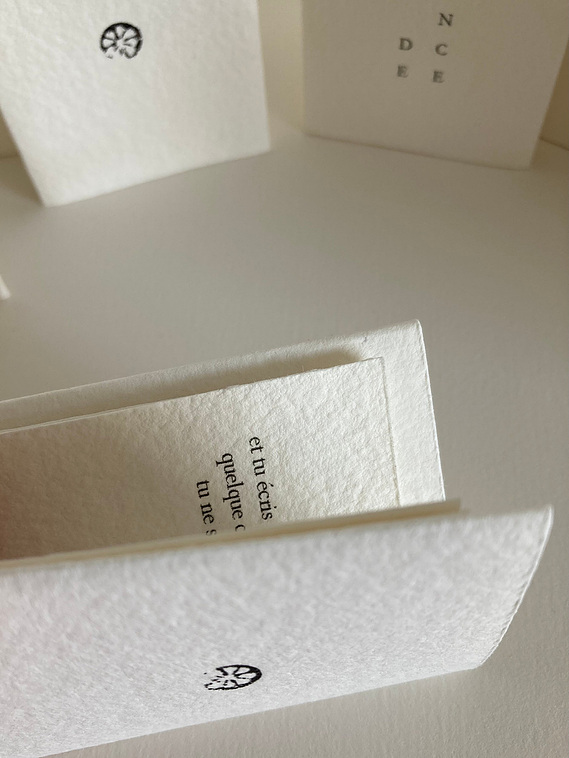 N
D C
E E
et tu écris
quelque
tu ne